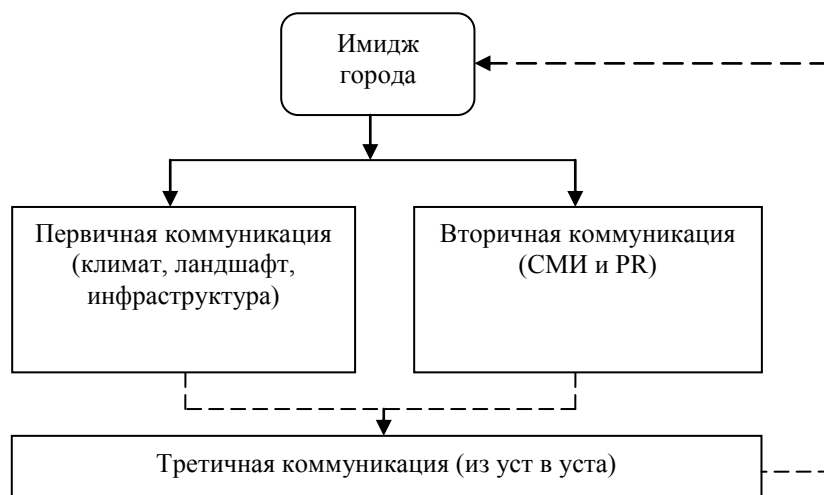 Имидж
города
Первичная коммуникация
(климат, ландшафт,
инфраструктура)
Вторичная коммуникация
(СМИ и PR)
Третичная коммуникация (из уст в уста)